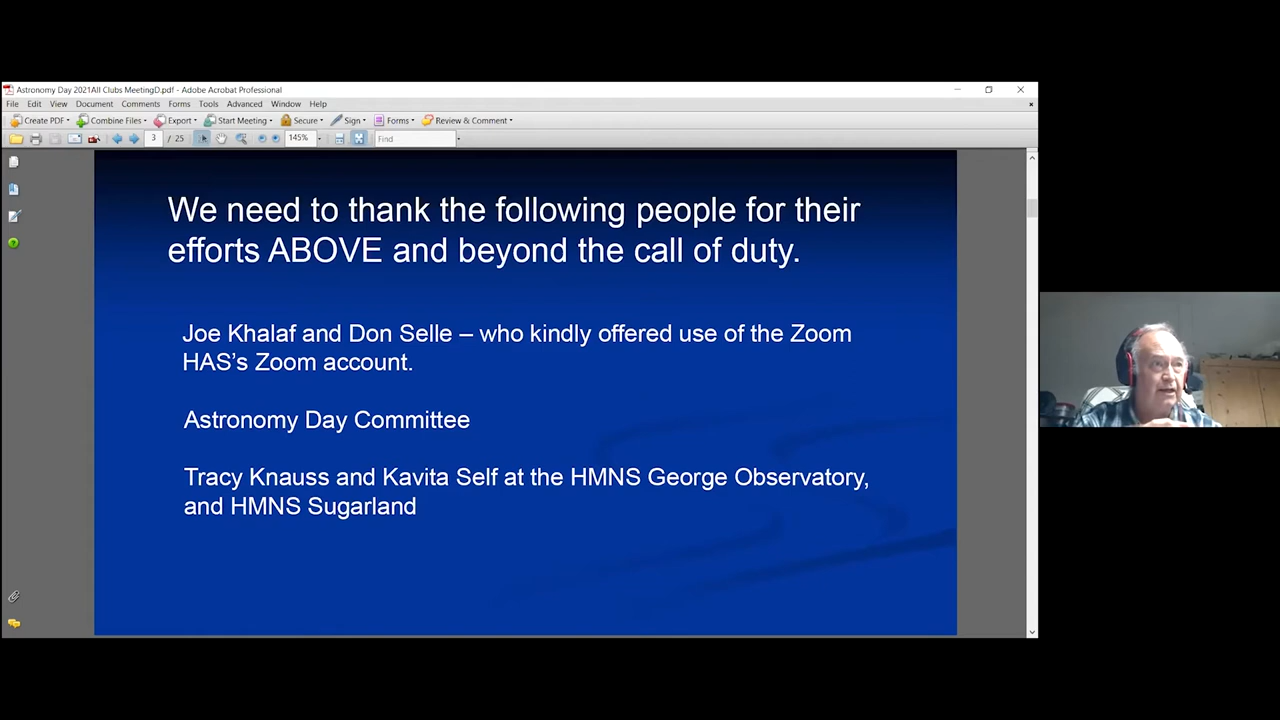 Astronomy Day 2021All Clubs MeetingD.pdf - Adobe Acrobat Professional
File Edit View Document Comments Forms Tools Advanced Window Help
Create PDF Combine Files Export Start Meeting Secure Sign Forms Review & Comment
3 / 25 145% Find
We need to thank the following people for their
efforts ABOVE and beyond the call of duty.
Joe Khalaf and Don Selle – who kindly offered use of the Zoom
HAS’s Zoom account.
Astronomy Day Committee
Tracy Knauss and Kavita Self at the HMNS George Observatory,
and HMNS Sugarland